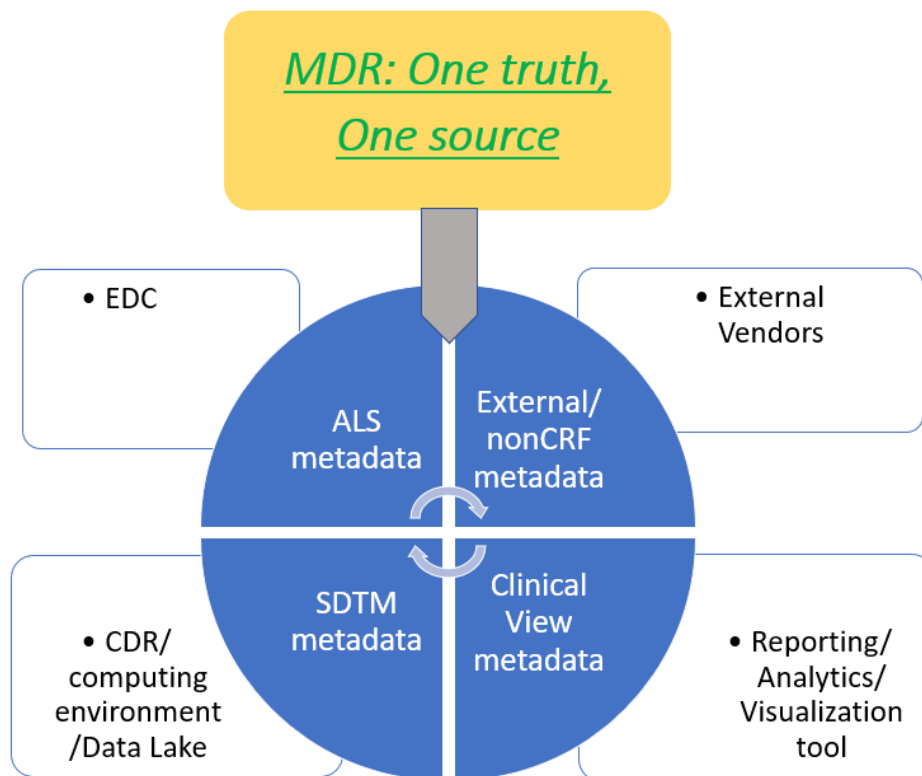 MDR: One truth,
One source
• EDC
• External
Vendors
ALS
metadata
External/
nonCRF
metadata
SDTM
metadata
Clinical
View
metadata
• CDR/
computing
environment
/Data Lake
• Reporting/
Analytics/
Visualization
tool